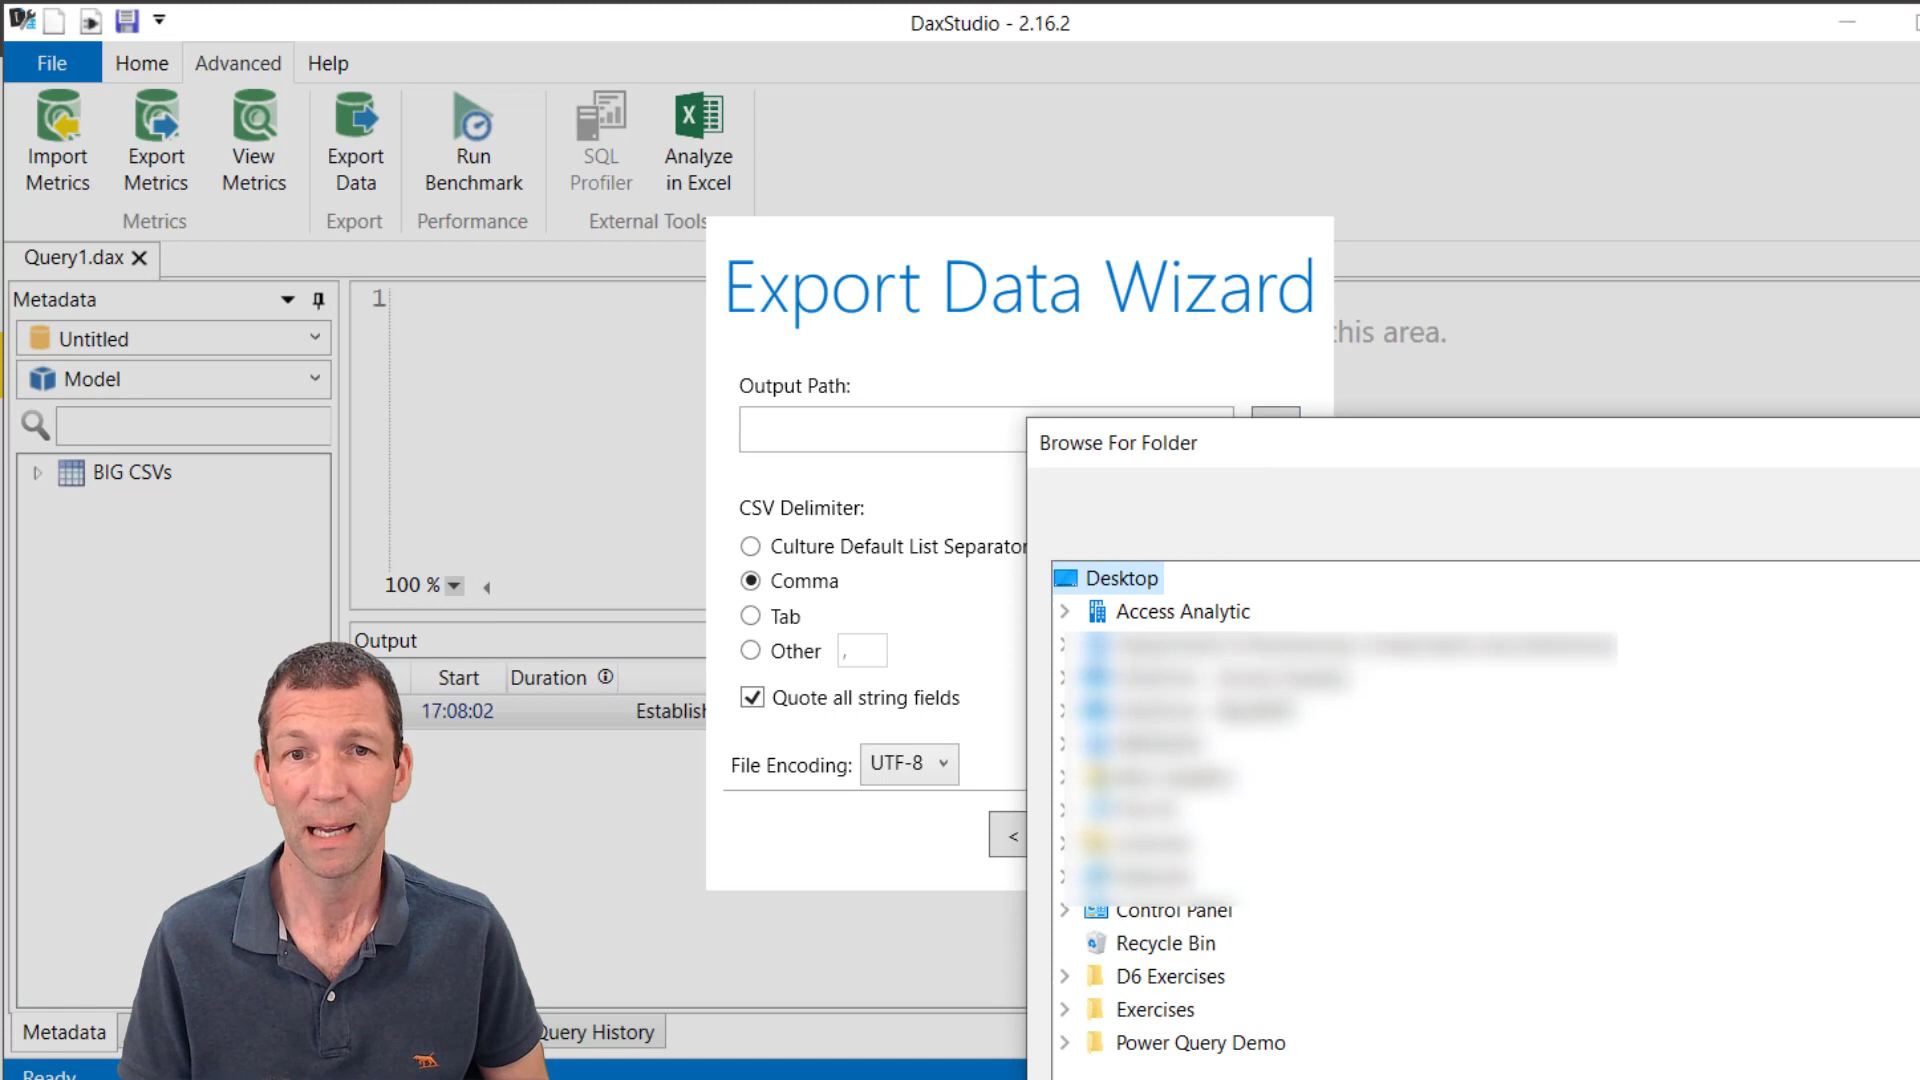 DaxStudio - 2.16.2
File
Home
Advanced
Help
Import
Metrics
Export
Metrics
View
Metrics
Export
Data
Run
Benchmark
SQL
Profiler
Analyze
in Excel
Metrics
Export
Performance
External Tools
Query1.dax
Metadata
Untitled
Model
BIG CSVs
1
100 %
Output
Start
Duration
17:08:02
Establish
this area.
Export Data Wizard
Output Path:
CSV Delimiter:
Culture Default List Separator
Comma
Tab
Other
,
Quote all string fields
File Encoding:
UTF-8
<
Browse For Folder
Desktop
Access Analytic
Control Panel
Recycle Bin
D6 Exercises
Exercises
Power Query Demo
Metadata
Query History
Ready